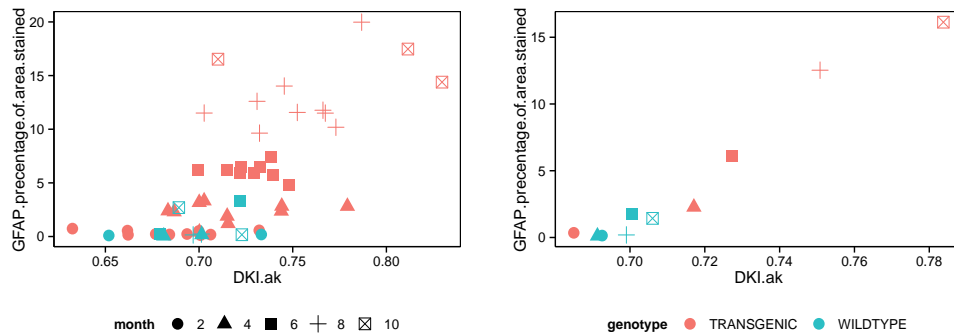 GFAP.precentage.of.area.stained
20
15
10
5
0
0.65 0.70 0.75 0.80
DKI.ak
GFAP.precentage.of.area.stained
15
10
5
0
0.70 0.72 0.74 0.76 0.78
DKI.ak
month 2 4 6 8 10
genotype TRANSGENIC WILDTYPE